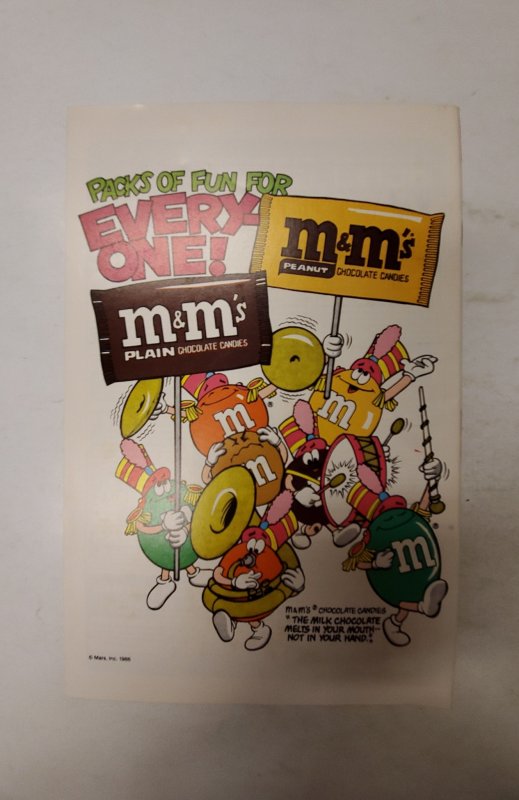 PACKS OF FUN FOR
EVERY-
ONE!
m&m's
PEANUT CHOCOLATE CANDIES
m&m's
PLAIN CHOCOLATE CANDIES
m
m
m
m
m&m's® CHOCOLATE CANDIES
"THE MILK CHOCOLATE
MELTS IN YOUR MOUTH—
NOT IN YOUR HAND."®
© Mars, Inc. 1986